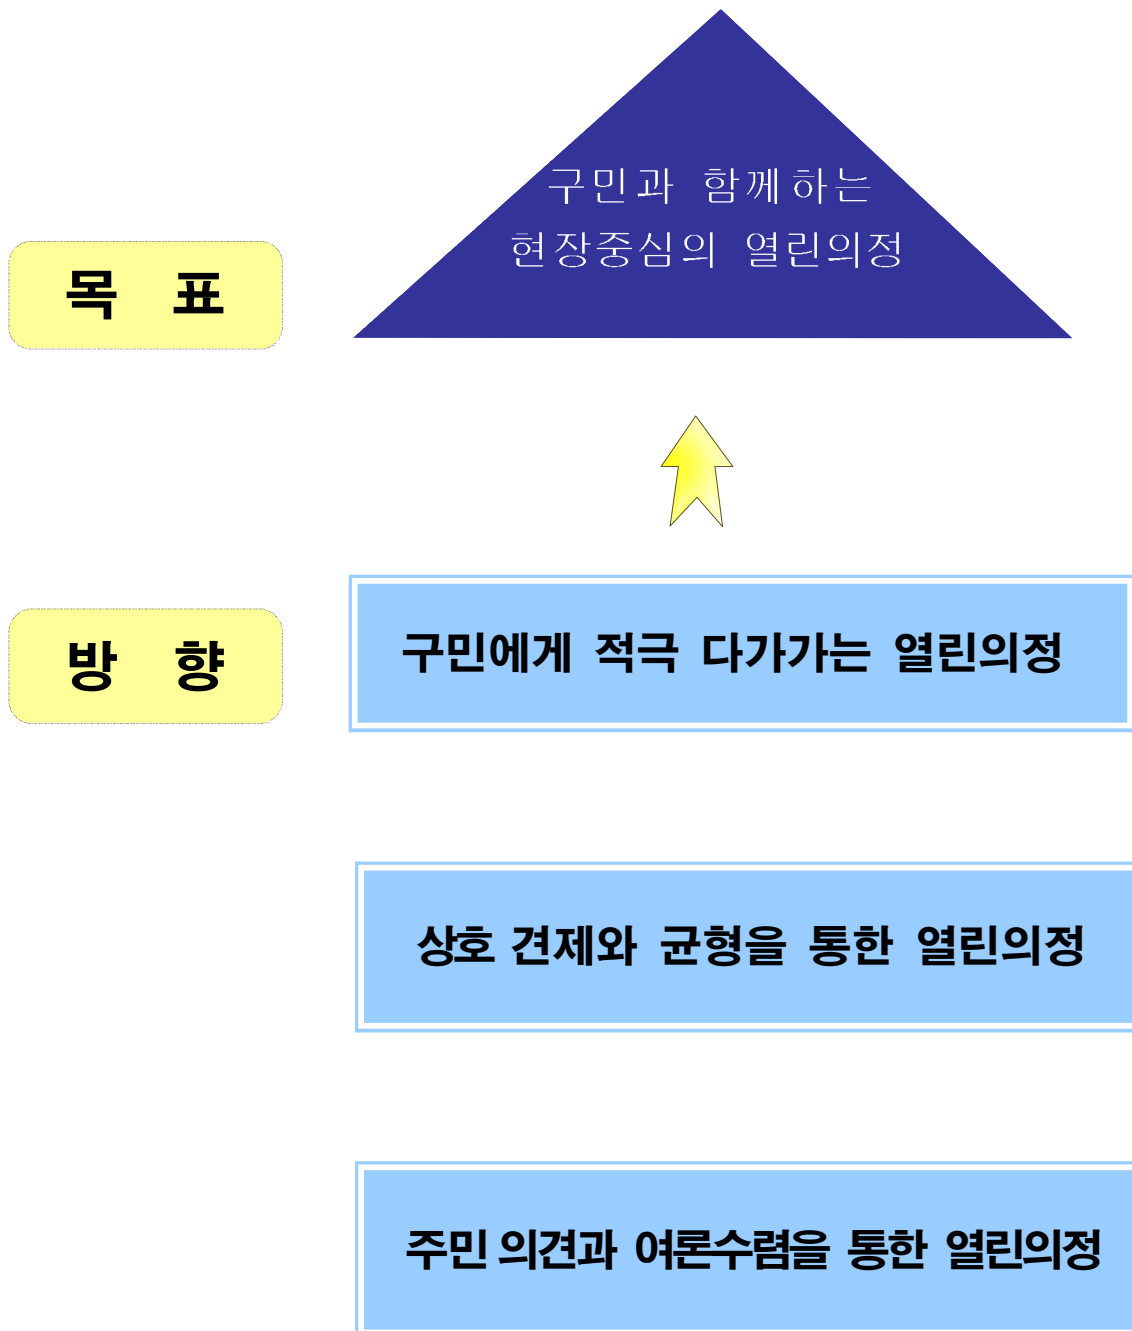 구민과 함께하는
현장중심의 열린의정
목 표
방 향
구민에게 적극 다가가는 열린의정
상호 견제와 균형을 통한 열린의정
주민 의견과 여론수렴을 통한 열린의정